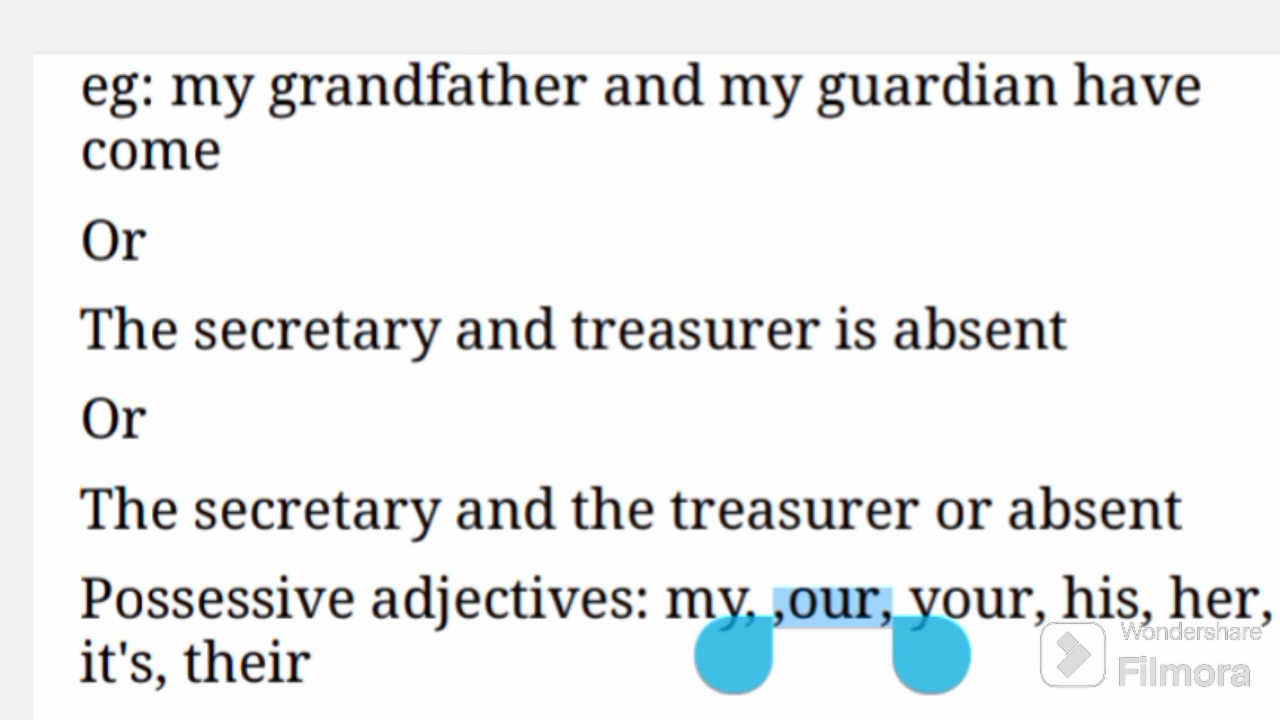 eg: my grandfather and my guardian have
come
Or
The secretary and treasurer is absent
Or
The secretary and the treasurer or absent
Possessive adjectives: my, ,our, your, his, her,
it's, their
Wondershare
Filmora